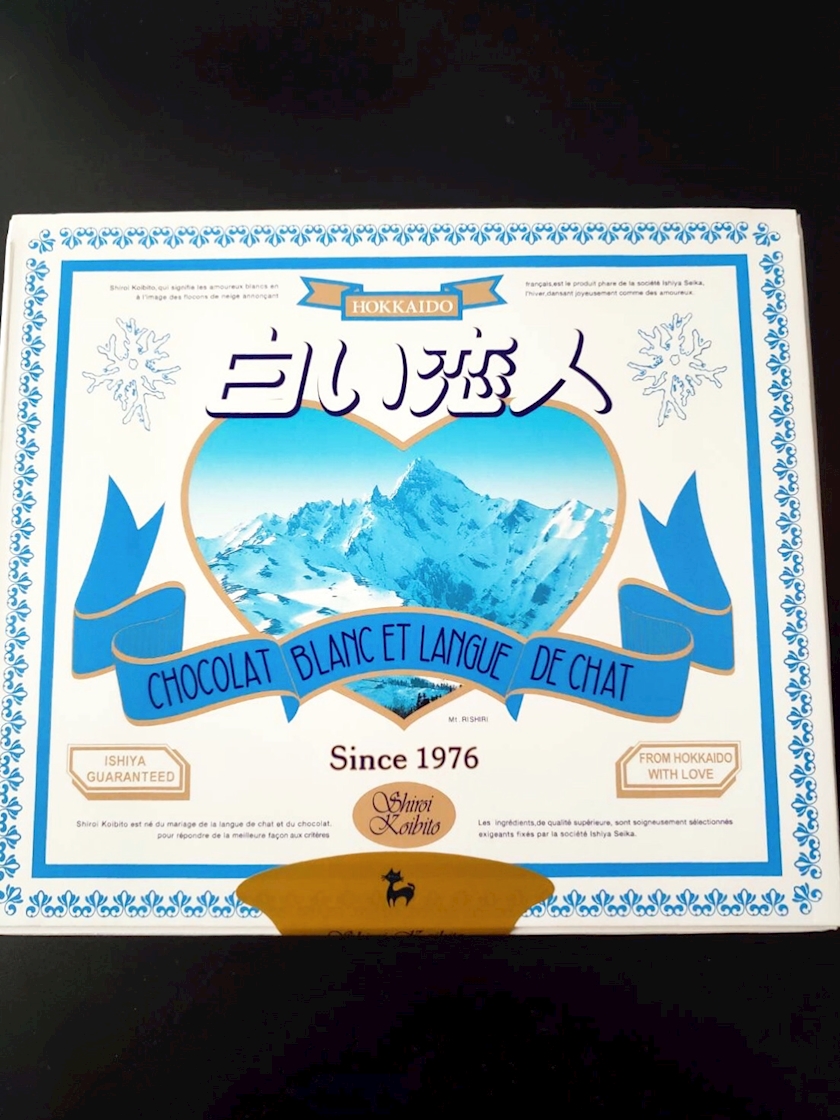 HOKKAIDO
Shiroi Koibito,qui signifie les amoureux blancs en
à l'image des flocons de neige annonçant
français,est le produit phare de la société Ishiya Seika,
l'hiver,dansant joyeusement comme des amoureux.
白い恋人
CHOCOLAT BLANC ET LANGUE DE CHAT
Mt. RISHIRI
Since 1976
ISHIYA
GUARANTEED
FROM HOKKAIDO
WITH LOVE
Shiroi
Koibito
Shiroi Koibito est né du mariage de la langue de chat et du chocolat.
pour répondre de la meilleure façon aux critères
Les ingrédients,de qualité supérieure, sont soigneusement sélectionnés
exigeants fixés par la société Ishiya Seika.